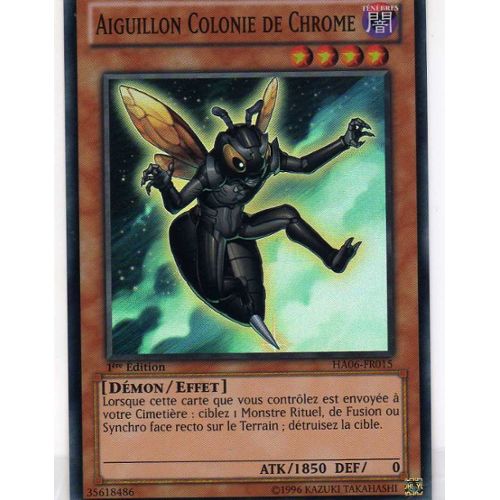 AIGUILLON COLONIE DE CHROME
TÉNÈBRES
闇
1ère Édition
HA06-FR015
[DÉMON/EFFET]
Lorsque cette carte que vous contrôlez est envoyée à
votre Cimetière : ciblez 1 Monstre Rituel, de Fusion ou
Synchro face recto sur le Terrain ; détruisez la cible.
ATK/1850 DEF/ 0
35618486
©1996 KAZUKI TAKAHASHI